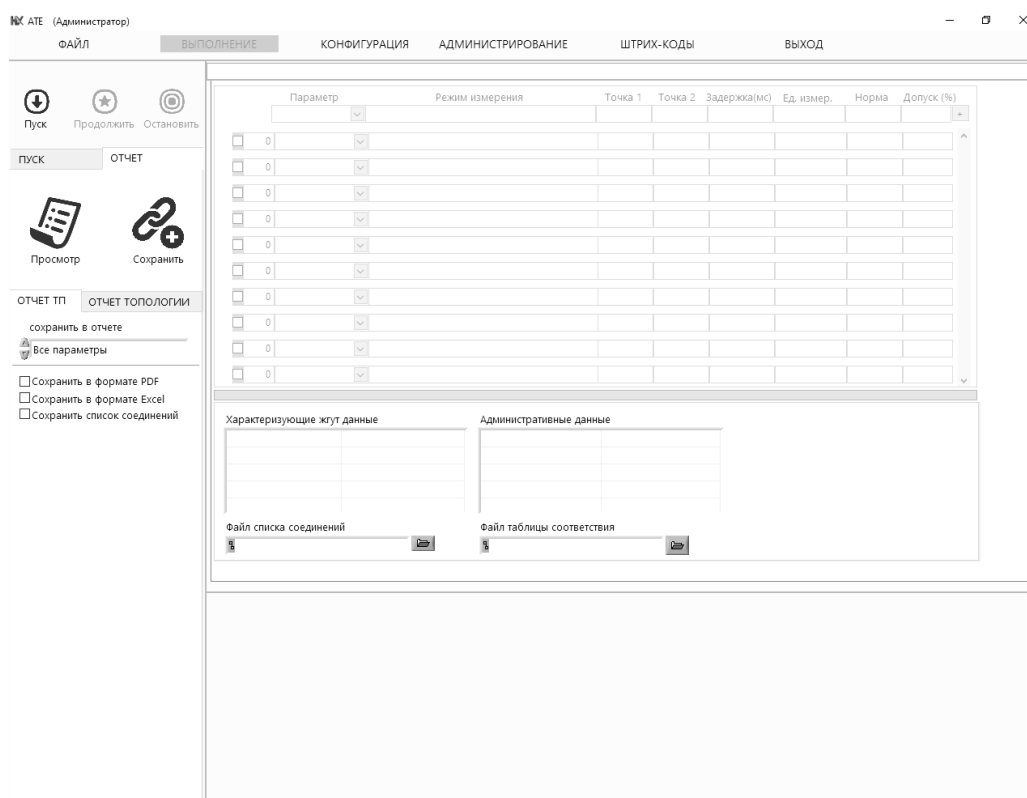 ATE (Администратор)
ФАЙЛ ВЫПОЛНЕНИЕ КОНФИГУРАЦИЯ АДМИНИСТРИРОВАНИЕ ШТРИХ-КОДЫ ВЫХОД
Пуск Продолжить Остановить
ПУСК ОТЧЕТ
Просмотр Сохранить
ОТЧЕТ ТП ОТЧЕТ ТОПОЛОГИИ
сохранить в отчете
Все параметры
Сохранить в формате PDF
Сохранить в формате Excel
Сохранить список соединений
Параметр Режим измерения Точка 1 Точка 2 Задержка(мс) Ед. измер. Норма Допуск (%)
0
0
0
0
0
0
0
0
0
0
Характеризующие жгут данные Административные данные
Файл списка соединений Файл таблицы соответствия